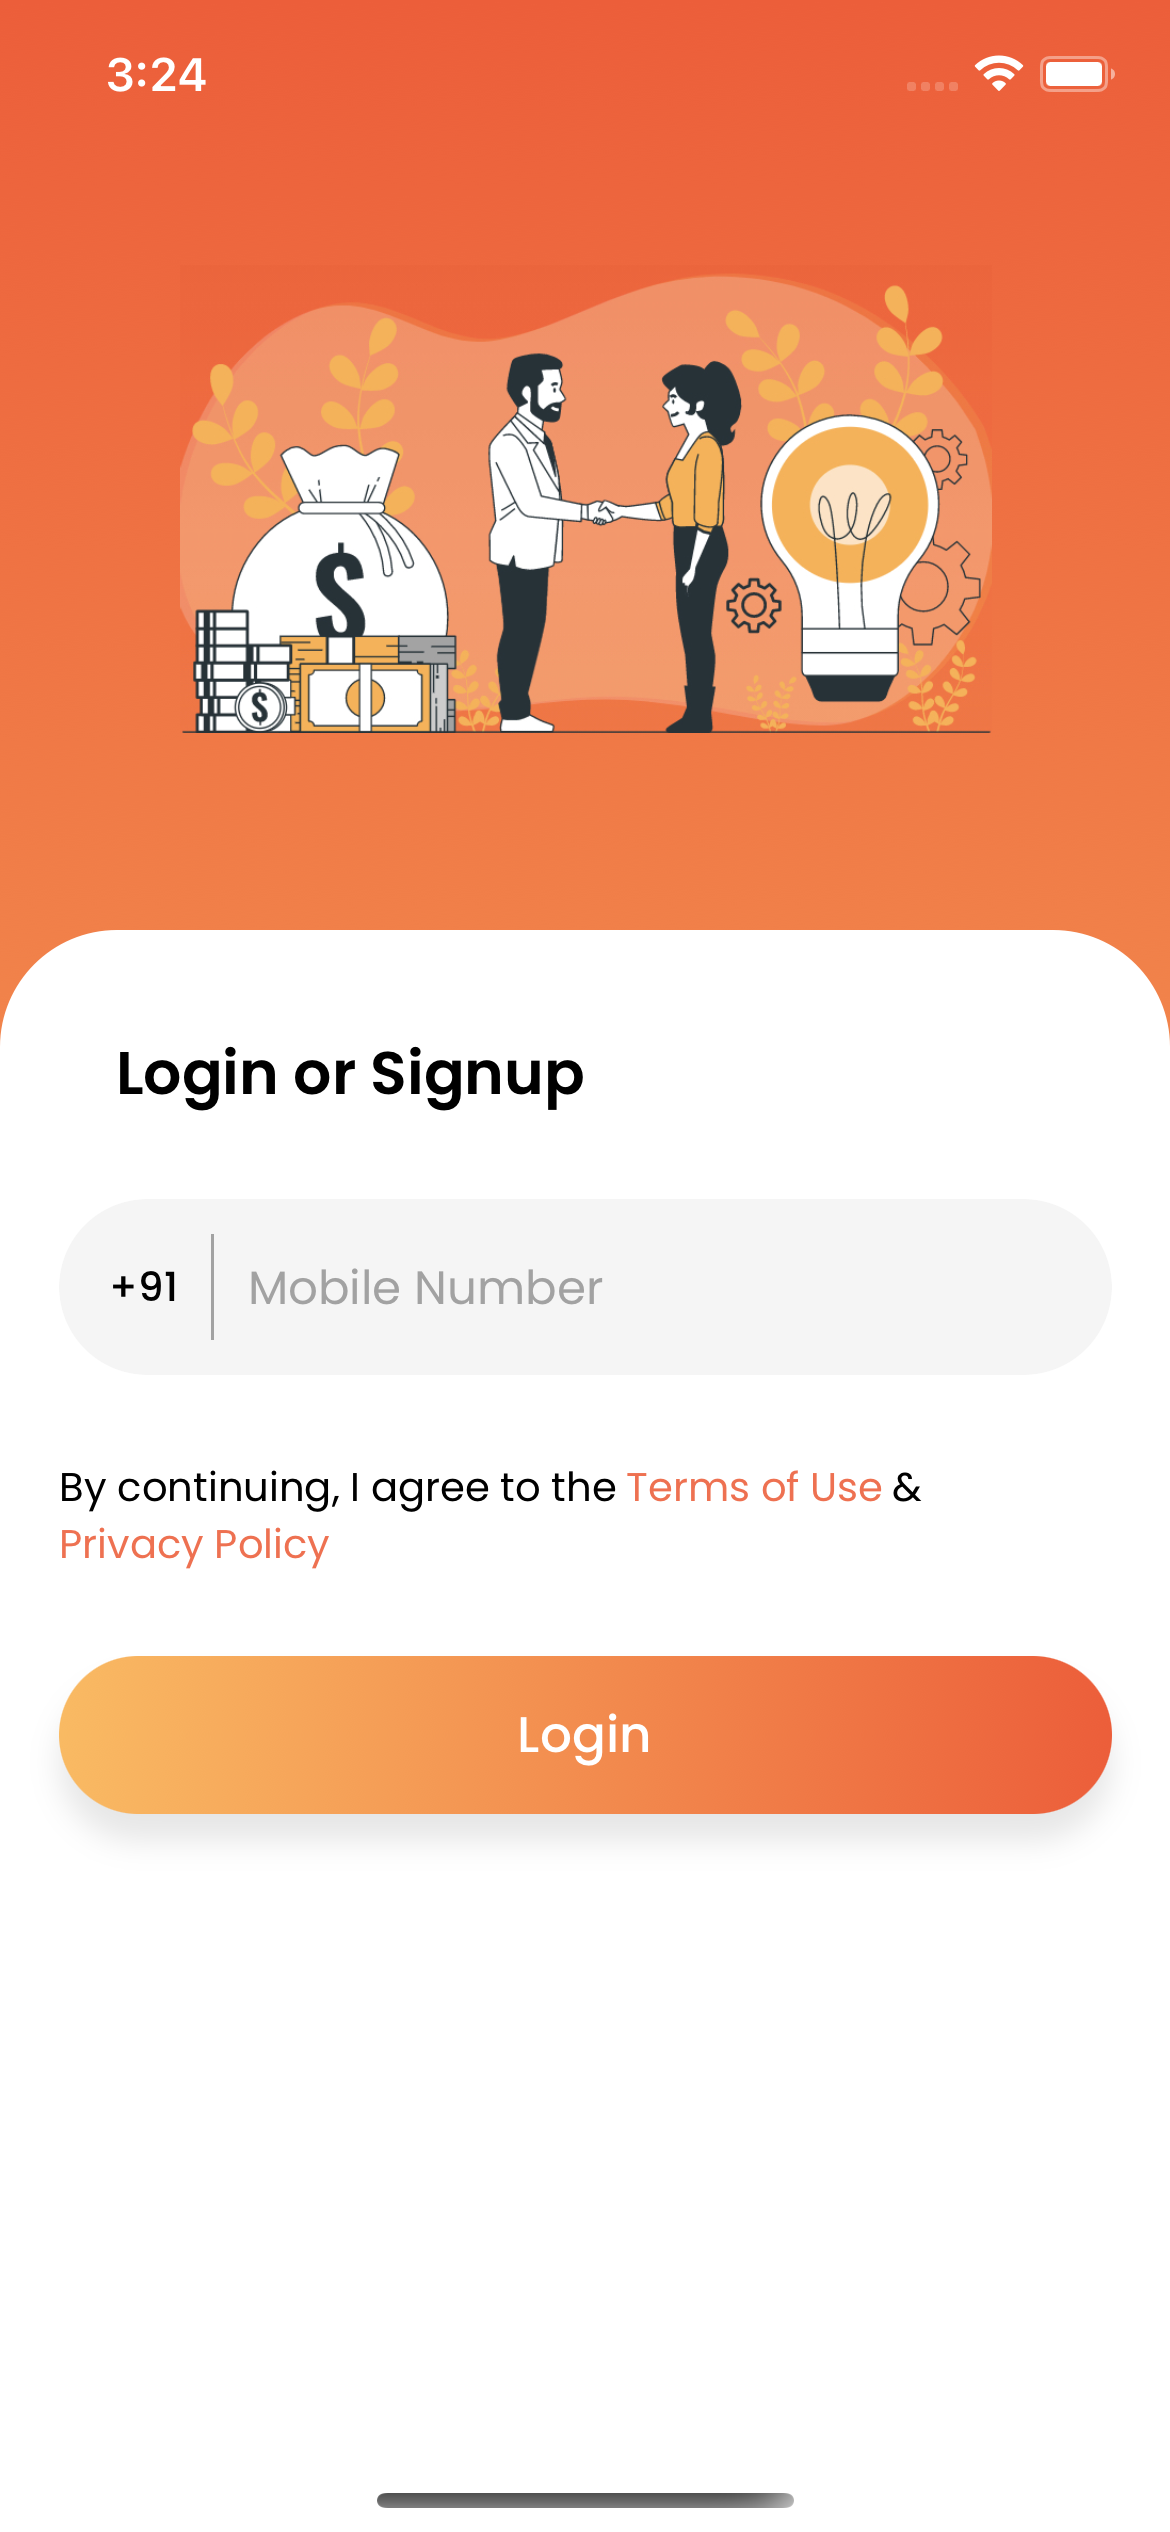 3:24
$
$
Login or Signup
+91 Mobile Number
By continuing, I agree to the Terms of Use &
Privacy Policy
Login